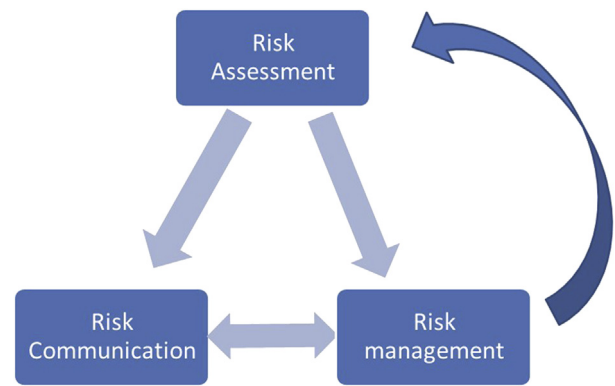 Risk
Assessment
Risk
Communication
Risk
management